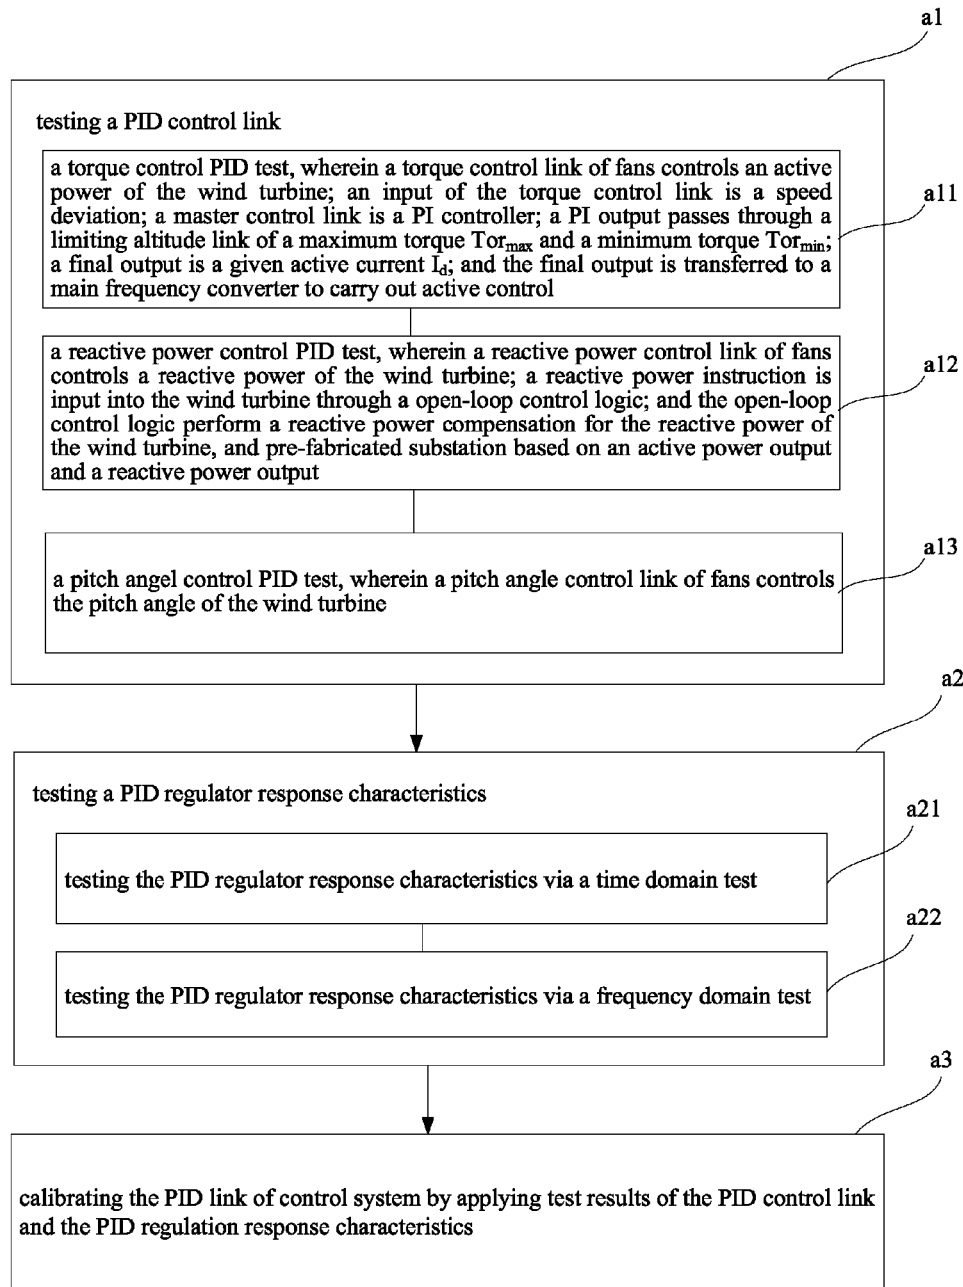 a1
testing a PID control link
a torque control PID test, wherein a torque control link of fans controls an active
power of the wind turbine; an input of the torque control link is a speed
deviation; a master control link is a PI controller; a PI output passes through a
limiting altitude link of a maximum torque Tormax and a minimum torque Tormin;
a final output is a given active current Id; and the final output is transferred to a
main frequency converter to carry out active control
a11
a reactive power control PID test, wherein a reactive power control link of fans
controls a reactive power of the wind turbine; a reactive power instruction is
input into the wind turbine through a open-loop control logic; and the open-loop
control logic perform a reactive power compensation for the reactive power of
the wind turbine, and pre-fabricated substation based on an active power output
and a reactive power output
a12
a pitch angel control PID test, wherein a pitch angle control link of fans controls
the pitch angle of the wind turbine
a13
a2
testing a PID regulator response characteristics
testing the PID regulator response characteristics via a time domain test
a21
testing the PID regulator response characteristics via a frequency domain test
a22
a3
calibrating the PID link of control system by applying test results of the PID control link
and the PID regulation response characteristics